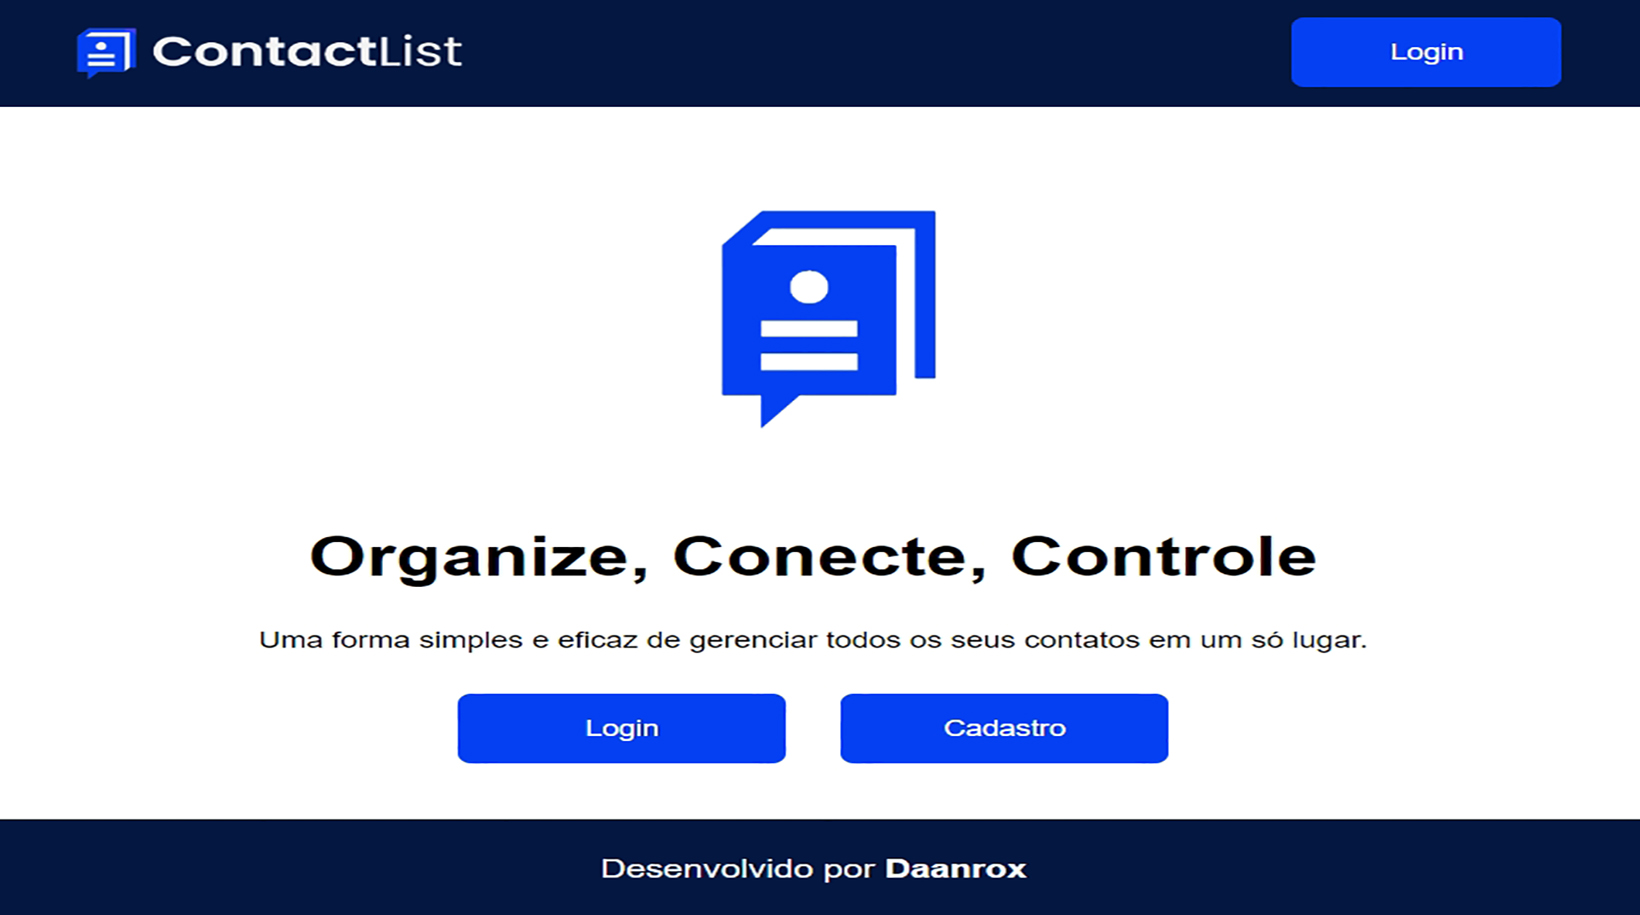 ContactList
Login
Organize, Conecte, Controle
Uma forma simples e eficaz de gerenciar todos os seus contatos em um só lugar.
Login
Cadastro
Desenvolvido por Daanrox